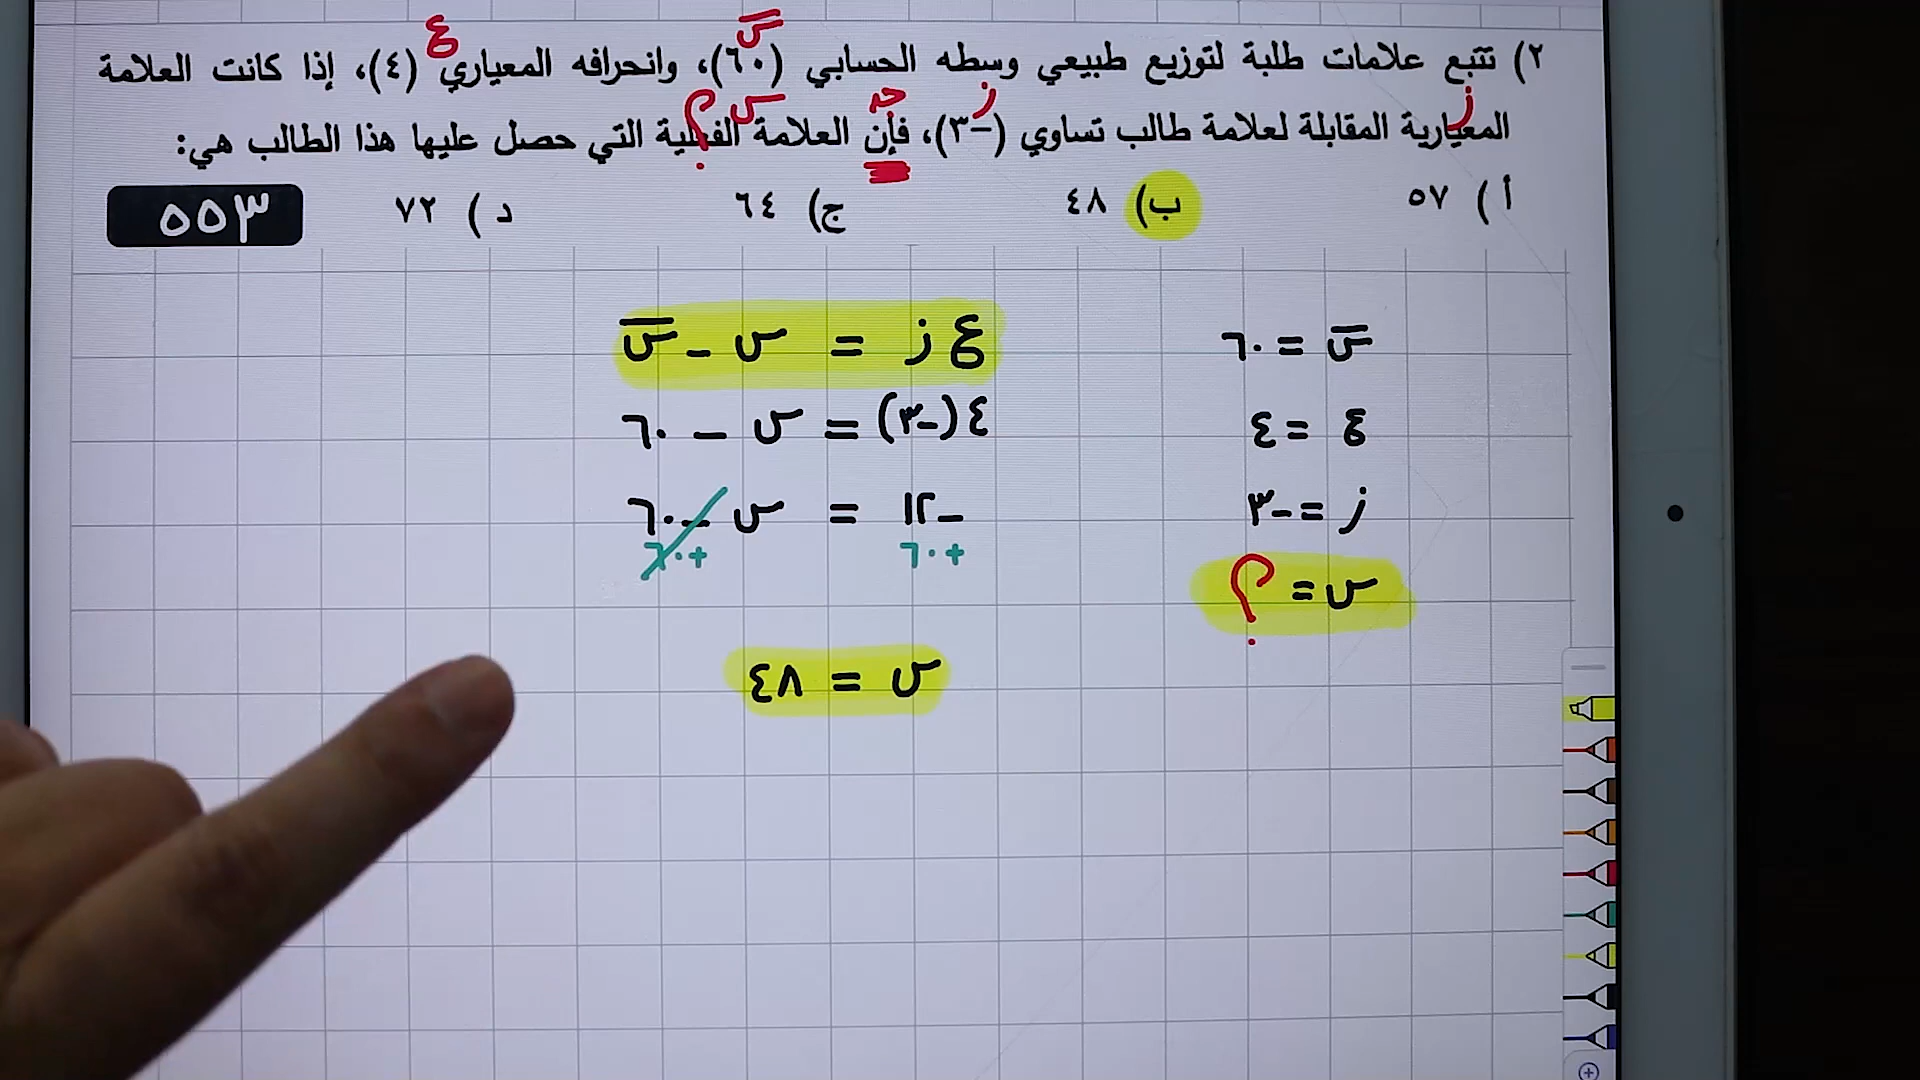 ع س̄
٢) تتبع علامات طلبة لتوزيع طبيعي وسطه الحسابي (٦٠)، وانحرافه المعياري (٤)، إذا كانت العلامة
ز ز جد س ؟
المعيارية المقابلة لعلامة طالب تساوي (−٣)، فإن العلامة الفعلية التي حصل عليها هذا الطالب هي:
أ ) ٥٧ ب) ٤٨ ج) ٦٤ د ) ٧٢
٥٥٣
س̄ = ٦٠
ع = ٤
ز = −٣
س = ؟
ع ز = س − س̄
٤(−٣) = س − ٦٠
−١٢ = س − ٦٠
+٦٠ +٦٠
س = ٤٨